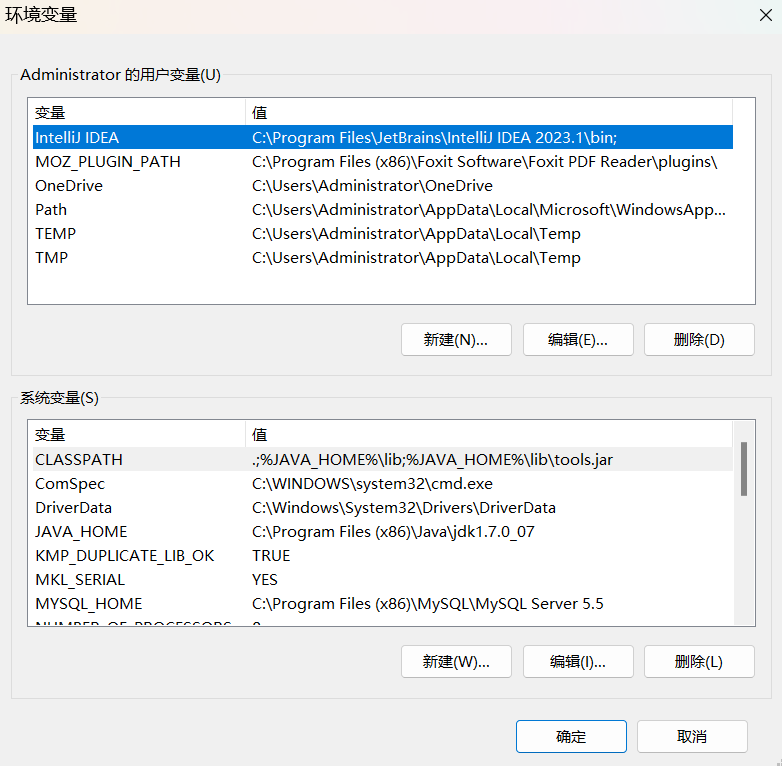 环境变量
Administrator 的用户变量(U)
变量 值
IntelliJ IDEA C:\Program Files\JetBrains\IntelliJ IDEA 2023.1\bin;
MOZ_PLUGIN_PATH C:\Program Files (x86)\Foxit Software\Foxit PDF Reader\plugins\
OneDrive C:\Users\Administrator\OneDrive
Path C:\Users\Administrator\AppData\Local\Microsoft\WindowsApp...
TEMP C:\Users\Administrator\AppData\Local\Temp
TMP C:\Users\Administrator\AppData\Local\Temp
新建(N)... 编辑(E)... 删除(D)
系统变量(S)
变量 值
CLASSPATH .;%JAVA_HOME%\lib;%JAVA_HOME%\lib\tools.jar
ComSpec C:\WINDOWS\system32\cmd.exe
DriverData C:\Windows\System32\Drivers\DriverData
JAVA_HOME C:\Program Files (x86)\Java\jdk1.7.0_07
KMP_DUPLICATE_LIB_OK TRUE
MKL_SERIAL YES
MYSQL_HOME C:\Program Files (x86)\MySQL\MySQL Server 5.5
NUMBER_OF_PROCESSORS
新建(W)... 编辑(I)... 删除(L)
确定 取消